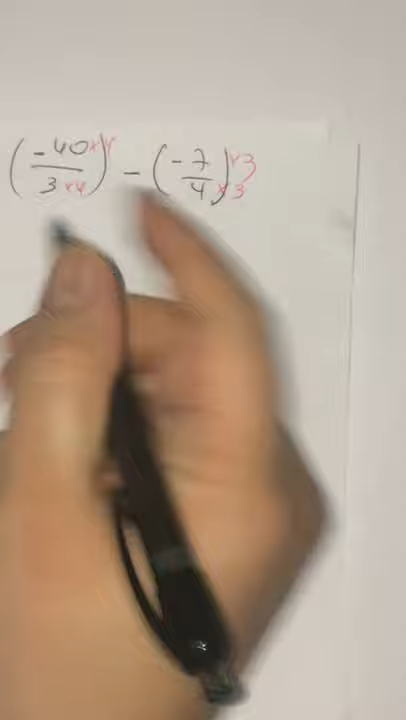 (-40×4 / 3×4) - (-7×3 / 4×3)